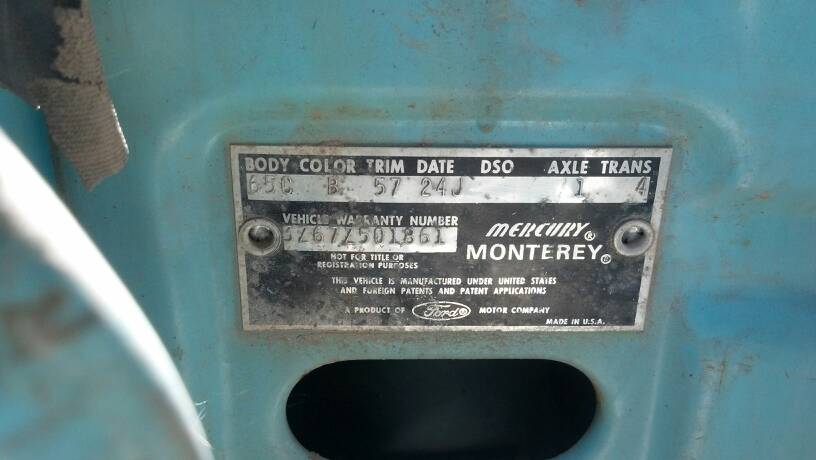 BODY COLOR TRIM DATE DSO AXLE TRANS
65C B 57 24J 1 4
VEHICLE WARRANTY NUMBER
3Z67Z501861
NOT FOR TITLE OR
REGISTRATION PURPOSES
MERCURY®
MONTEREY®
THIS VEHICLE IS MANUFACTURED UNDER UNITED STATES
AND FOREIGN PATENTS AND PATENT APPLICATIONS
A PRODUCT OF Ford® MOTOR COMPANY
MADE IN U.S.A.